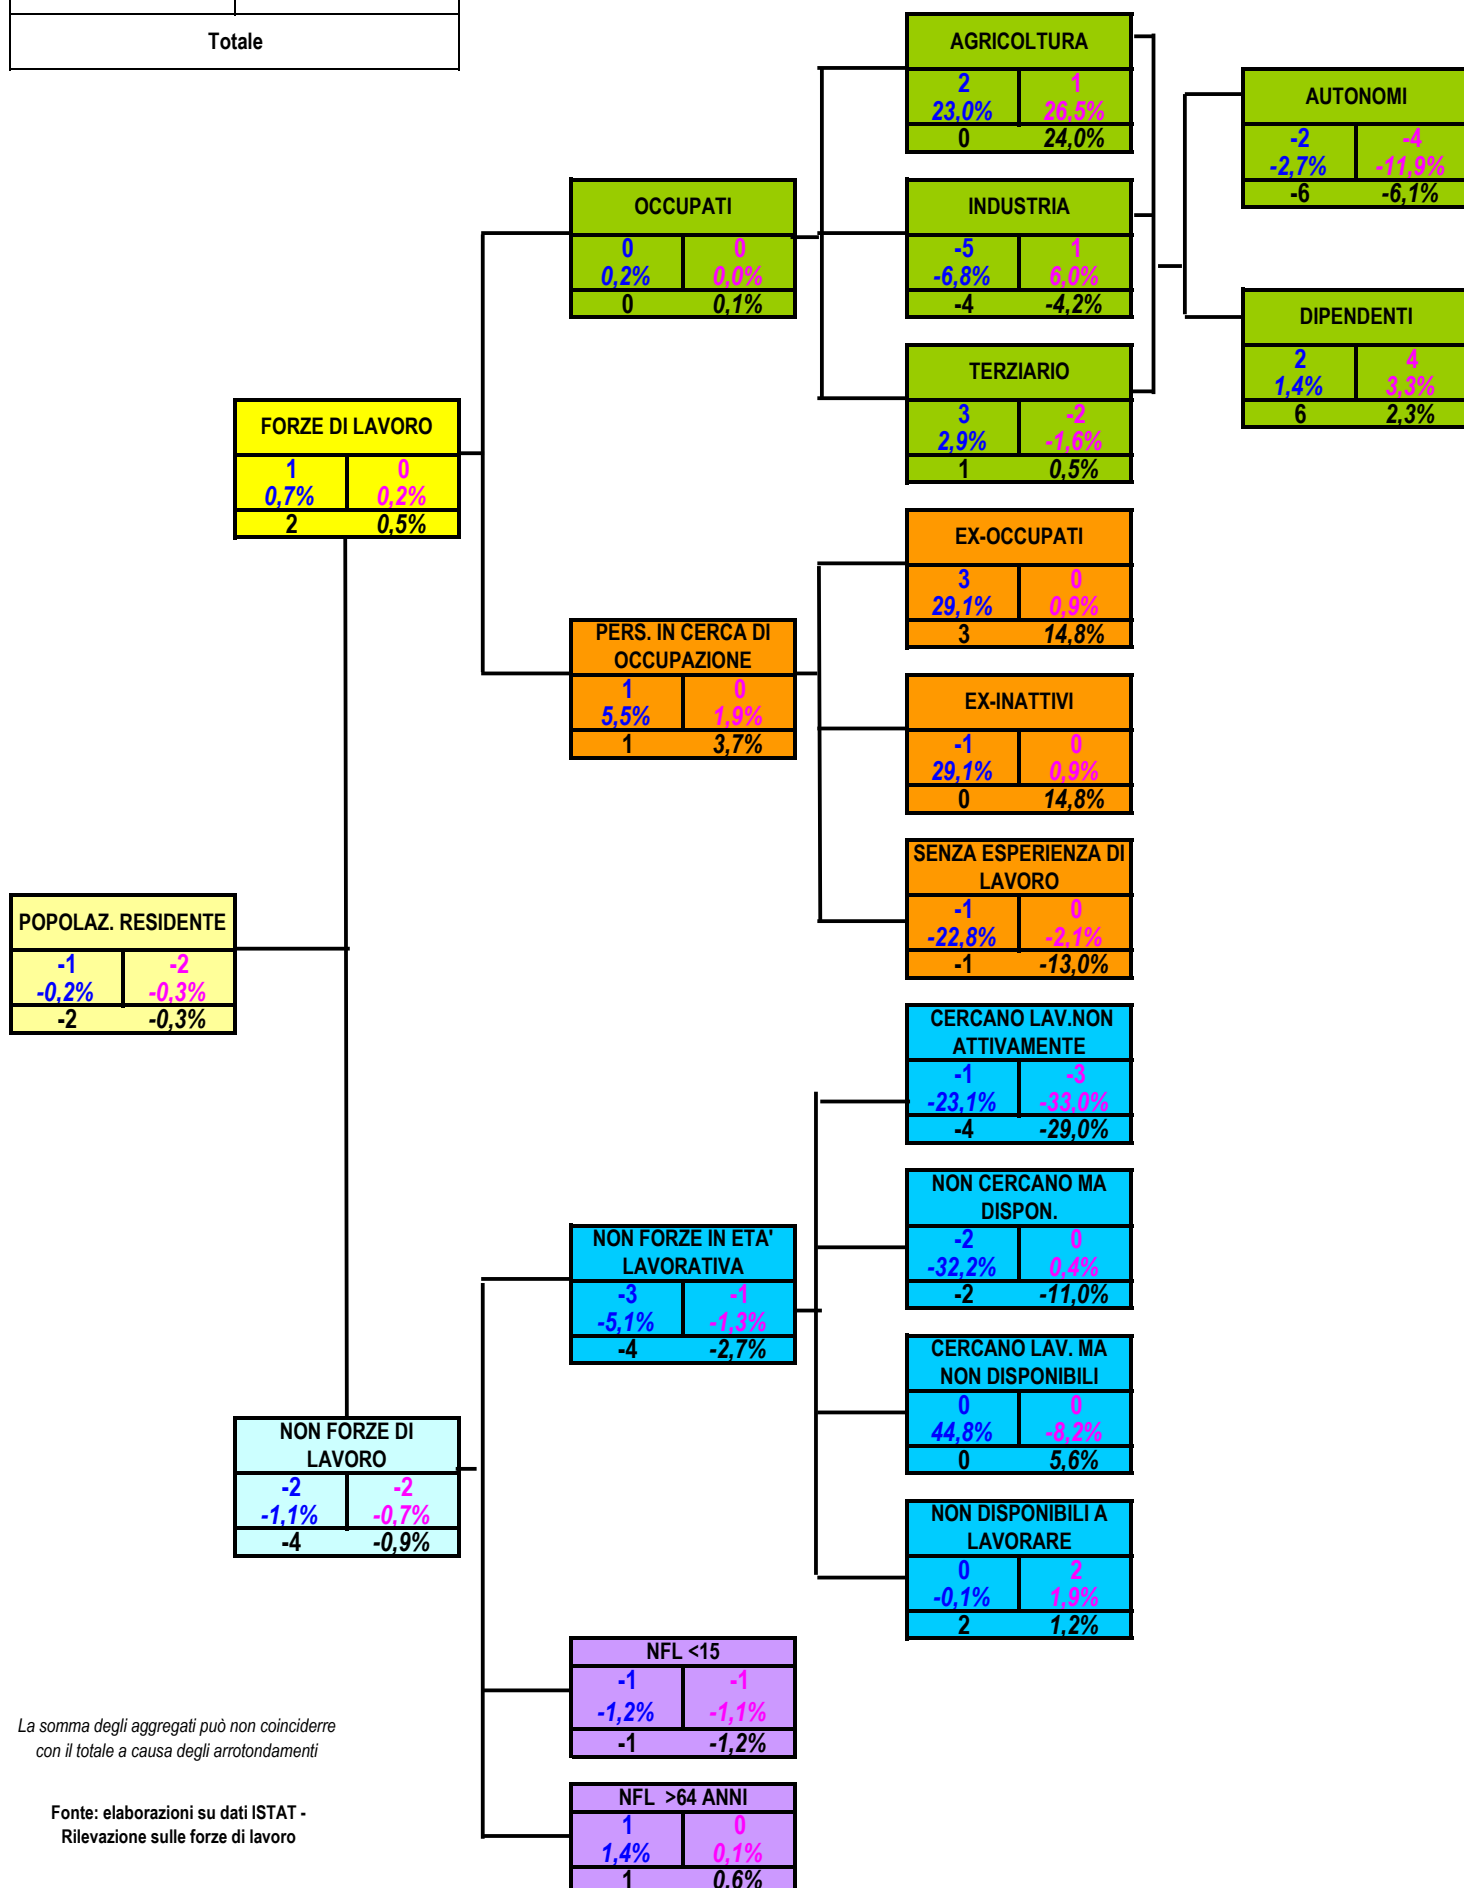 Totale
AGRICOLTURA
2 1
23,0% 26,5%
0 24,0%
AUTONOMI
-2 -4
-2,7% -11,9%
-6 -6,1%
OCCUPATI
0 0
0,2% 0,0%
0 0,1%
INDUSTRIA
-5 1
-6,8% 6,0%
-4 -4,2%
DIPENDENTI
2 4
1,4% 3,3%
6 2,3%
TERZIARIO
3 -2
2,9% -1,6%
1 0,5%
FORZE DI LAVORO
1 0
0,7% 0,2%
2 0,5%
EX-OCCUPATI
3 0
29,1% 0,9%
3 14,8%
PERS. IN CERCA DI
OCCUPAZIONE
1 0
5,5% 1,9%
1 3,7%
EX-INATTIVI
-1 0
29,1% 0,9%
0 14,8%
SENZA ESPERIENZA DI
LAVORO
-1 0
-22,8% -2,1%
-1 -13,0%
POPOLAZ. RESIDENTE
-1 -2
-0,2% -0,3%
-2 -0,3%
CERCANO LAV.NON
ATTIVAMENTE
-1 -3
-23,1% -33,0%
-4 -29,0%
NON CERCANO MA
DISPON.
-2 0
-32,2% 0,4%
-2 -11,0%
NON FORZE IN ETA'
LAVORATIVA
-3 -1
-5,1% -1,3%
-4 -2,7%
CERCANO LAV. MA
NON DISPONIBILI
0 0
44,8% -8,2%
0 5,6%
NON FORZE DI
LAVORO
-2 -2
-1,1% -0,7%
-4 -0,9%
NON DISPONIBILI A
LAVORARE
0 2
-0,1% 1,9%
2 1,2%
NFL <15
-1 -1
-1,2% -1,1%
-1 -1,2%
La somma degli aggregati può non coinciderre
con il totale a causa degli arrotondamenti
NFL >64 ANNI
1 0
1,4% 0,1%
1 0,6%
Fonte: elaborazioni su dati ISTAT -
Rilevazione sulle forze di lavoro